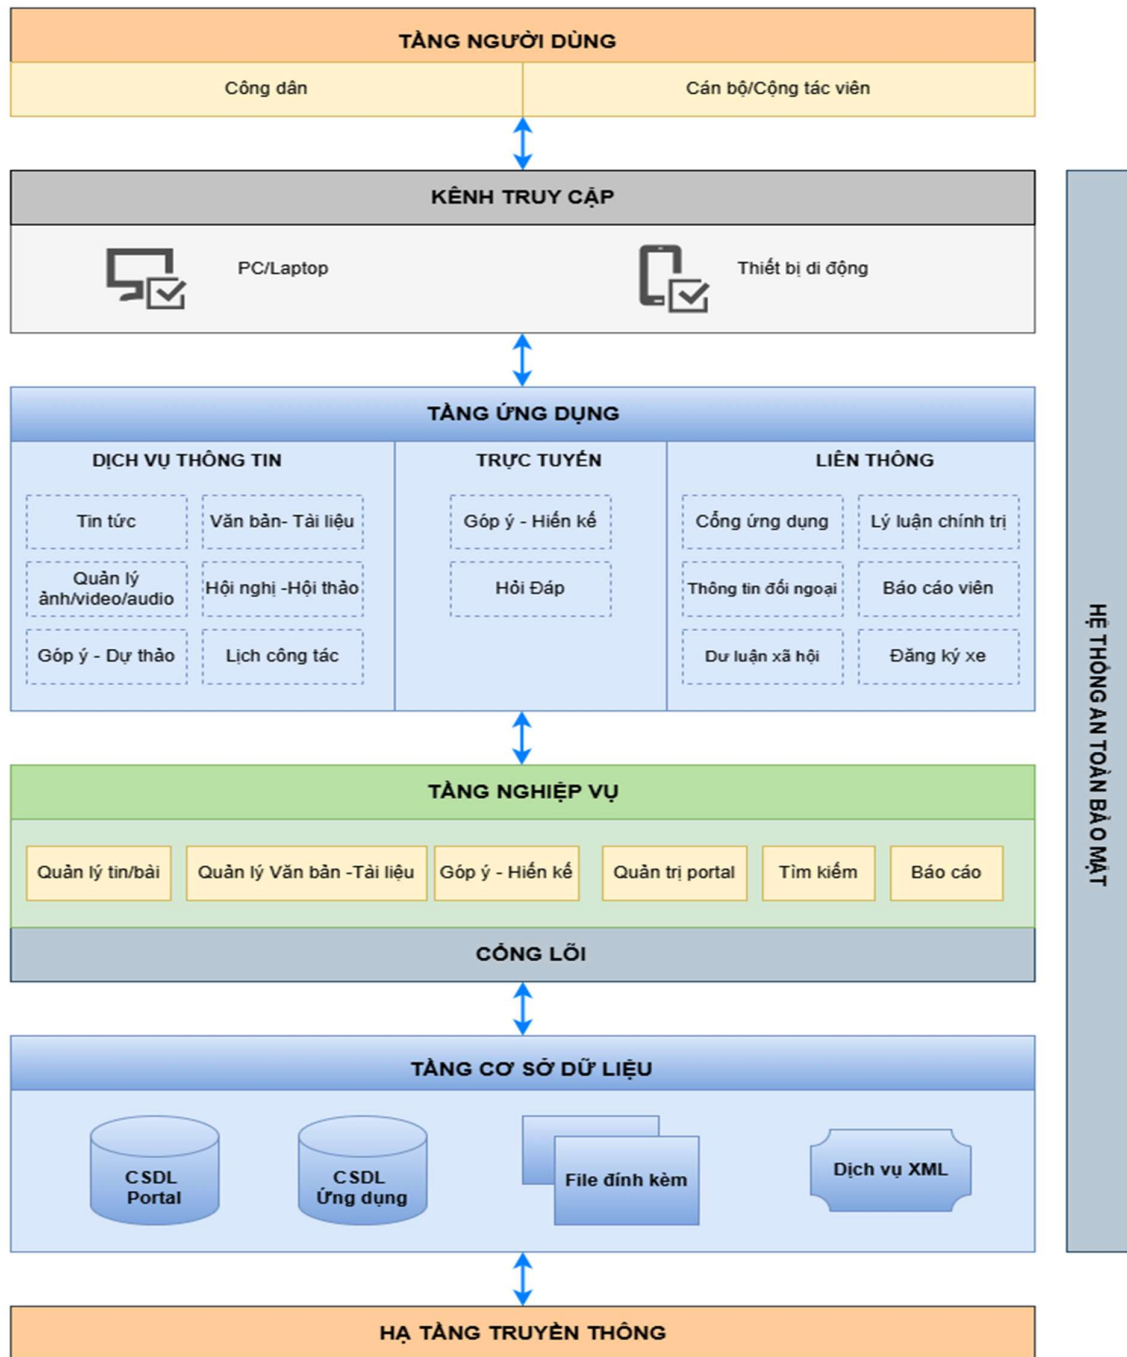 TẦNG NGƯỜI DÙNG
Công dân
Cán bộ/Cộng tác viên
KÊNH TRUY CẬP
PC/Laptop
Thiết bị di động
TẦNG ỨNG DỤNG
DỊCH VỤ THÔNG TIN
TRỰC TUYẾN
LIÊN THÔNG
Tin tức
Văn bản- Tài liệu
Góp ý - Hiến kế
Cổng ứng dụng
Lý luận chính trị
Quản lý
ảnh/video/audio
Hội nghị -Hội thảo
Hỏi Đáp
Thông tin đối ngoại
Báo cáo viên
Góp ý - Dự thảo
Lịch công tác
Dư luận xã hội
Đăng ký xe
TẦNG NGHIỆP VỤ
Quản lý tin/bài
Quản lý Văn bản -Tài liệu
Góp ý - Hiến kế
Quản trị portal
Tìm kiếm
Báo cáo
CỔNG LÕI
TẦNG CƠ SỞ DỮ LIỆU
CSDL
Portal
CSDL
Ứng dụng
File đính kèm
Dịch vụ XML
HẠ TẦNG TRUYỀN THÔNG
HỆ THỐNG AN TOÀN BẢO MẬT